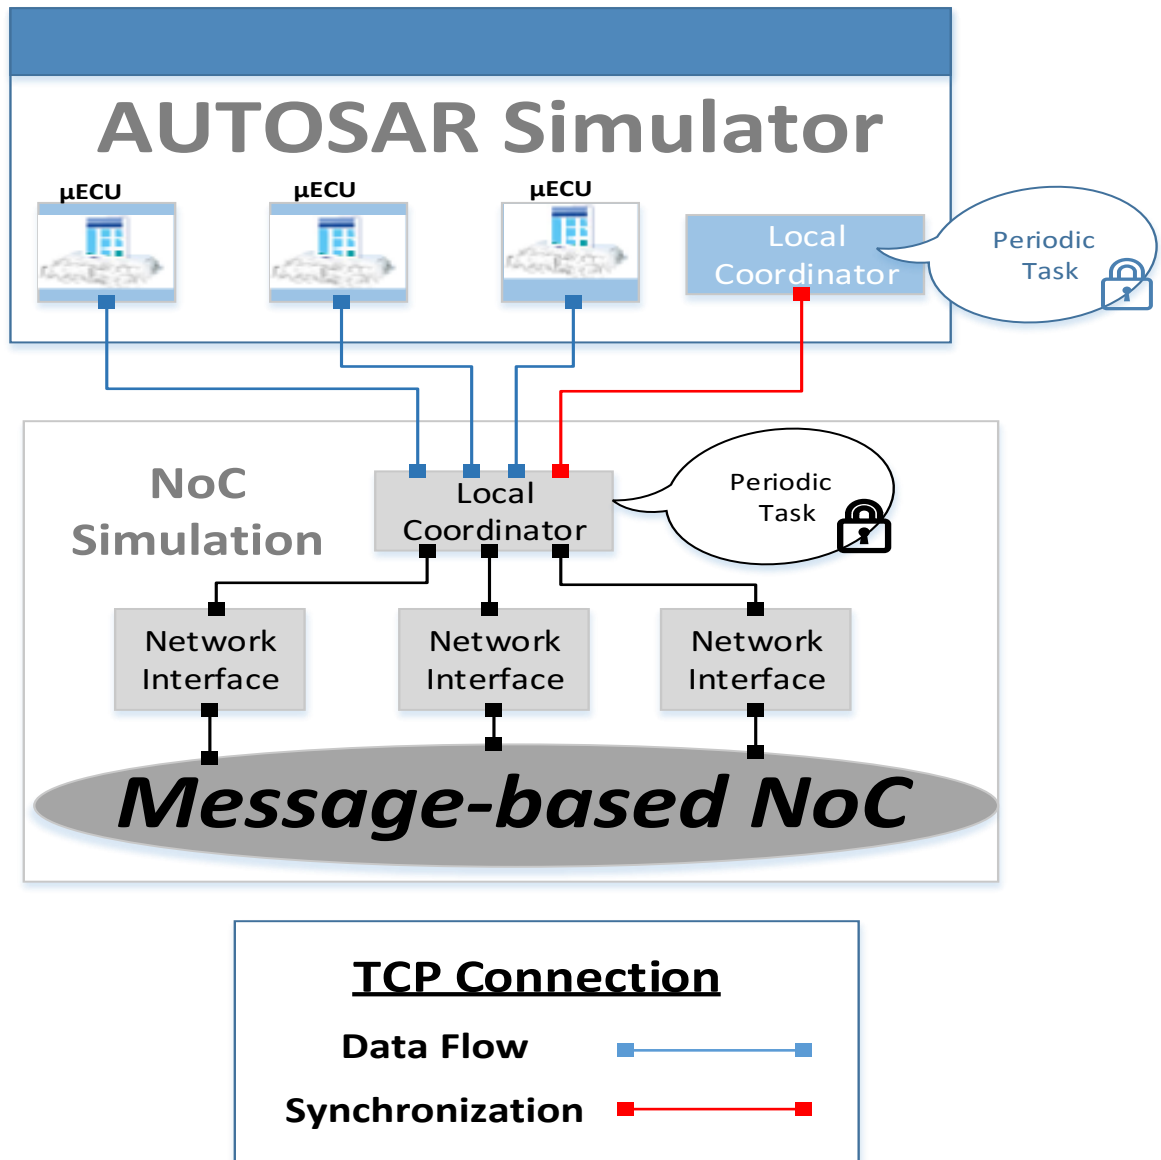 AUTOSAR Simulator
µECU
µECU
µECU
Local
Coordinator
Periodic
Task
NoC
Simulation
Local
Coordinator
Periodic
Task
Network
Interface
Network
Interface
Network
Interface
Message-based NoC
TCP Connection
Data Flow
Synchronization